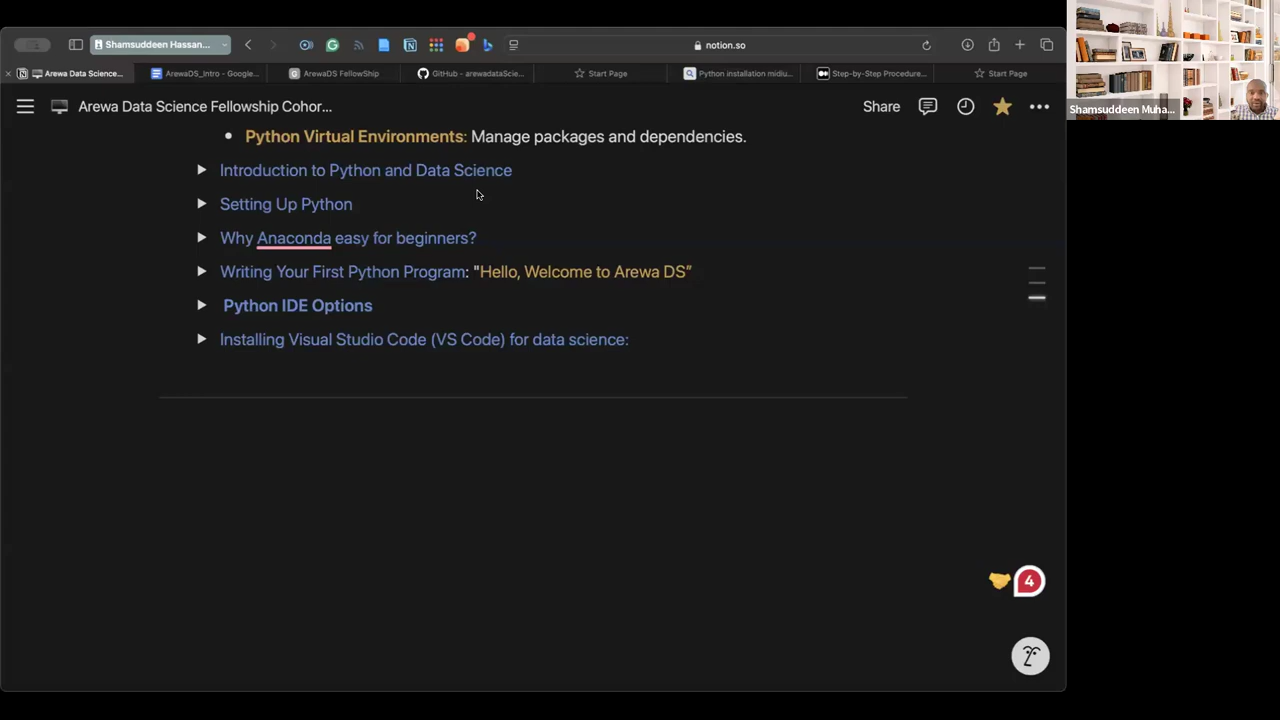 Shamsuddeen Hassan...
notion.so
Arewa Data Science...
ArewaDS_Intro - Google...
ArewaDS FellowShip
GitHub - arewadataScie...
Start Page
Python installation midiu...
Step-by-Step Procedure...
Start Page
Arewa Data Science Fellowship Cohor...
Share
Shamsuddeen Muha...
Python Virtual Environments: Manage packages and dependencies.
Introduction to Python and Data Science
Setting Up Python
Why Anaconda easy for beginners?
Writing Your First Python Program: "Hello, Welcome to Arewa DS”
Python IDE Options
Installing Visual Studio Code (VS Code) for data science:
4